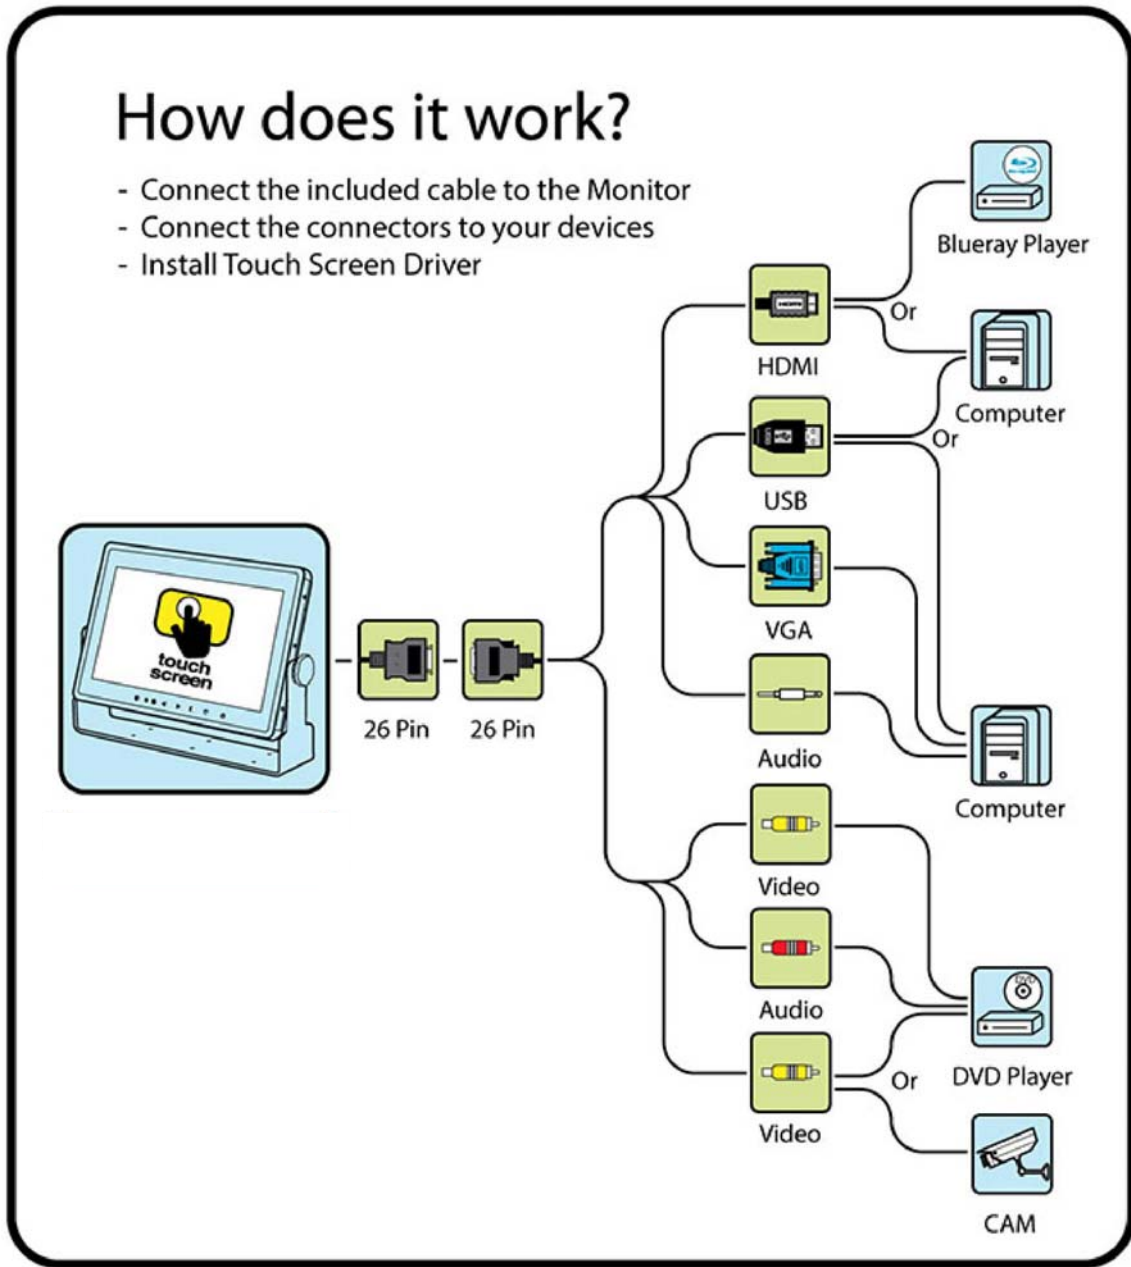 How does it work?
- Connect the included cable to the Monitor
- Connect the connectors to your devices
- Install Touch Screen Driver
Blueray Player
HDMI
Or
Computer
USB
Or
VGA
touch
screen
26 Pin
26 Pin
Audio
Computer
Video
Audio
DVD
DVD Player
Or
Video
CAM